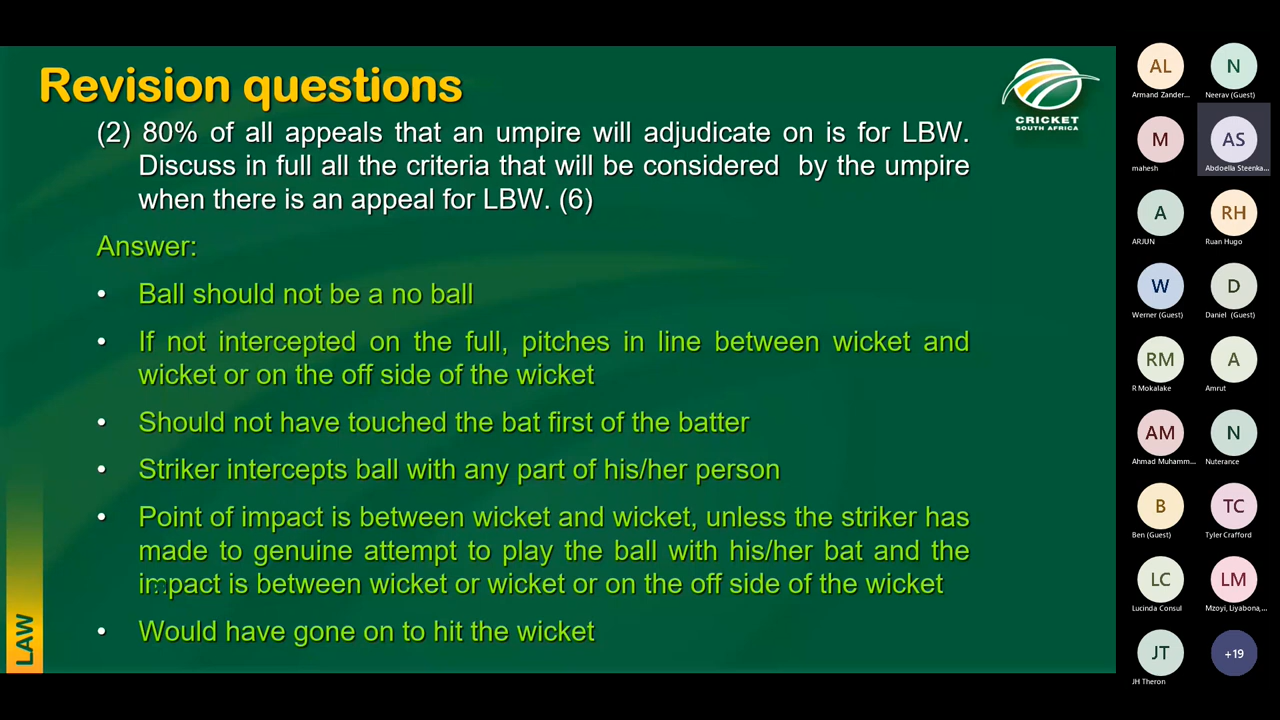 Revision questions
CRICKET
SOUTH AFRICA
(2) 80% of all appeals that an umpire will adjudicate on is for LBW.
Discuss in full all the criteria that will be considered by the umpire
when there is an appeal for LBW. (6)
Answer:
• Ball should not be a no ball
• If not intercepted on the full, pitches in line between wicket and
wicket or on the off side of the wicket
• Should not have touched the bat first of the batter
• Striker intercepts ball with any part of his/her person
• Point of impact is between wicket and wicket, unless the striker has
made to genuine attempt to play the ball with his/her bat and the
impact is between wicket or wicket or on the off side of the wicket
• Would have gone on to hit the wicket
LAW
AL
Armand Zander...
N
Neerav (Guest)
M
mahesh
AS
Abdoella Steenka...
A
ARJUN
RH
Ruan Hugo
W
Werner (Guest)
D
Daniel (Guest)
RM
R Mokalake
A
Amrut
AM
Ahmad Muhamm...
N
Nuterance
B
Ben (Guest)
TC
Tyler Crafford
LC
Lucinda Consul
LM
Mzoyi, Liyabona,...
JT
JH Theron
+19